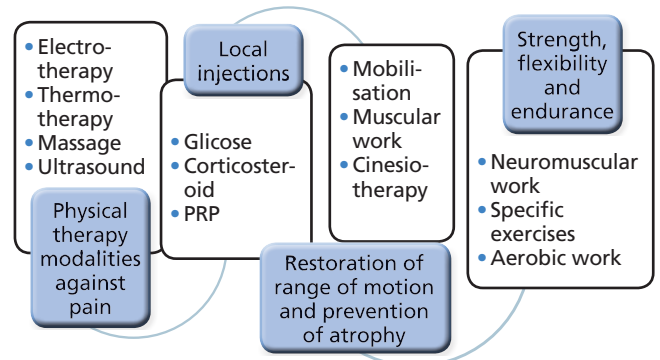 • Electro-
therapy
• Thermo-
therapy
• Massage
• Ultrasound
Physical
therapy
modalities
against
pain
Local
injections
• Glicose
• Corticoster-
oid
• PRP
• Mobili-
sation
• Muscular
work
• Cinesio-
therapy
Restoration of
range of motion
and prevention
of atrophy
Strength,
flexibility
and
endurance
• Neuromuscular
work
• Specific
exercises
• Aerobic work